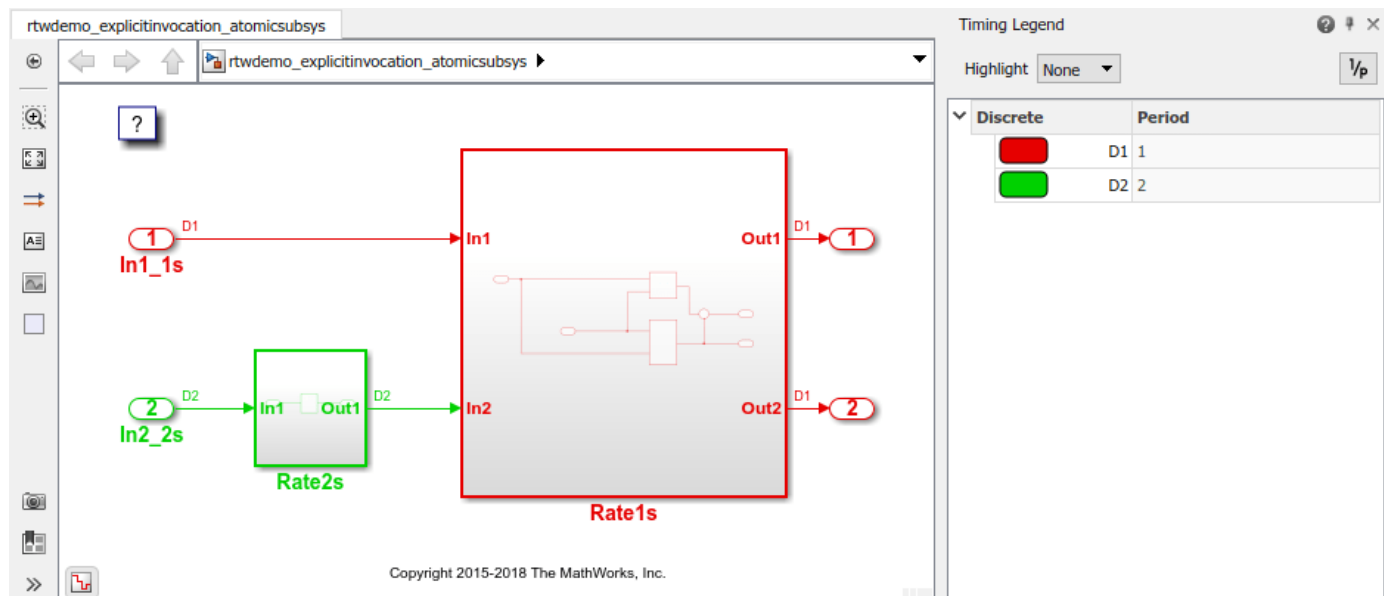 rtwdemo_explicitinvocation_atomicsubsys
Timing Legend
rtwdemo_explicitinvocation_atomicsubsys
Highlight None
1/p
Discrete Period
D1 1
D2 2
?
1
D1
In1_1s
In1
Out1
D1
1
2
D2
In2_2s
In1
Out1
D2
Rate2s
In2
Out2
D1
2
Rate1s
Copyright 2015-2018 The MathWorks, Inc.